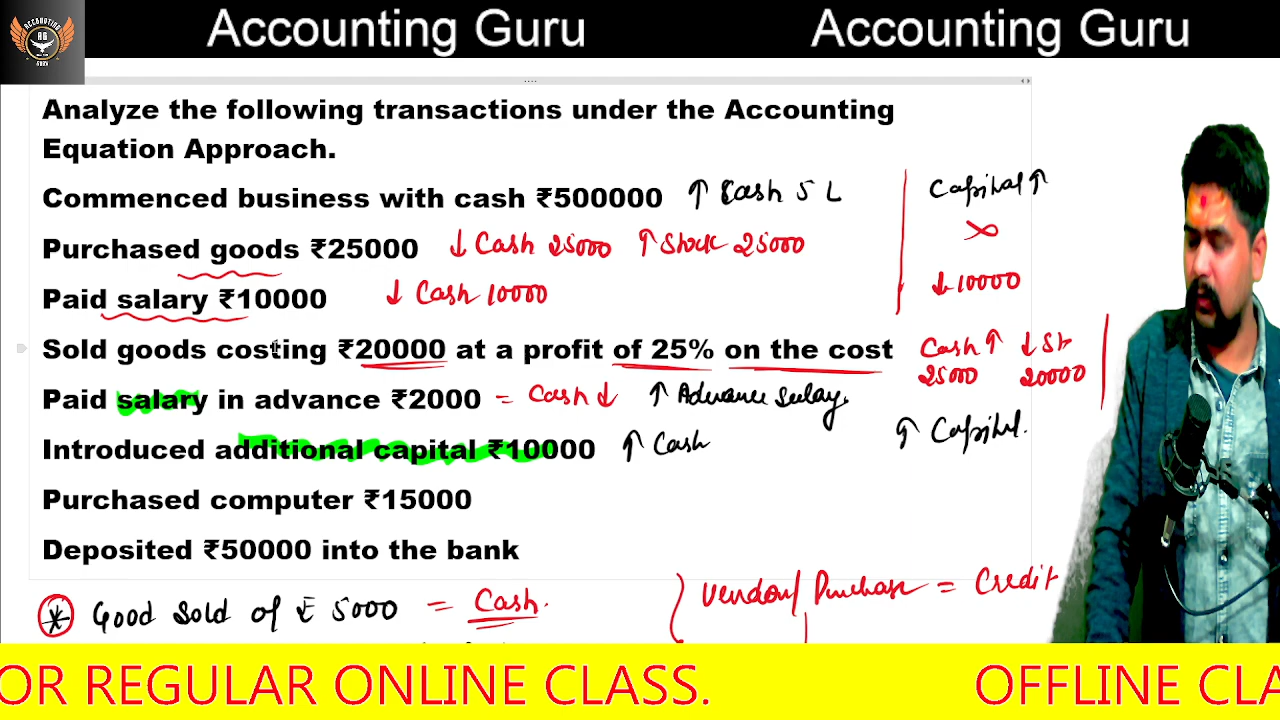 Accounting Guru Accounting Guru
ACCOUNTING
AG
GURU
Analyze the following transactions under the Accounting
Equation Approach.
Commenced business with cash ₹500000 ↑ Cash 5 L Capital ↑
Purchased goods ₹25000 ↓ Cash 25000 ↑ Stock 25000
Paid salary ₹10000 ↓ Cash 10000 ↓ 10000
Sold goods costing ₹20000 at a profit of 25% on the cost Cash ↑ ↓ St
25000 20000
Paid salary in advance ₹2000 = Cash ↓ ↑ Advance salary.
Introduced additional capital ₹10000 ↑ Cash ↑ Capital.
Purchased computer ₹15000
Deposited ₹50000 into the bank
* Good Sold of ₹ 5000 = Cash. Vendor/ Purchase = Credit
OR REGULAR ONLINE CLASS. OFFLINE CLA